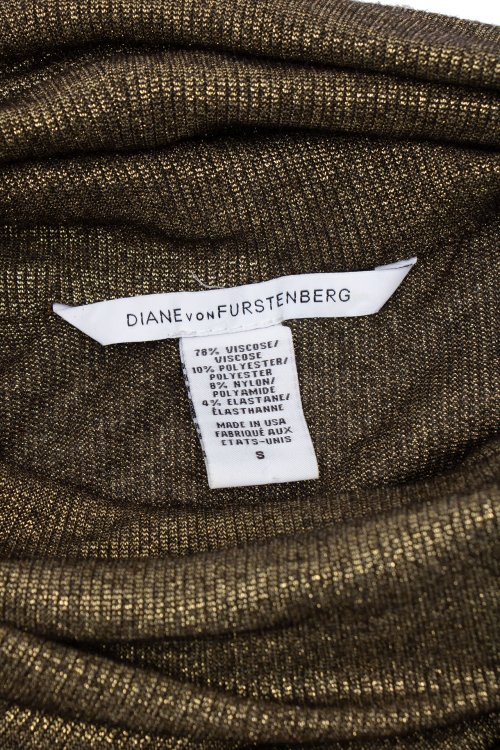 DIANE VON FURSTENBERG
78% VISCOSE/
VISCOSE
10% POLYESTER/
POLYESTER
8% NYLON/
POLYAMIDE
4% ELASTANE/
ÉLASTHANNE
MADE IN USA
FABRIQUÉ AUX
ETATS-UNIS
S